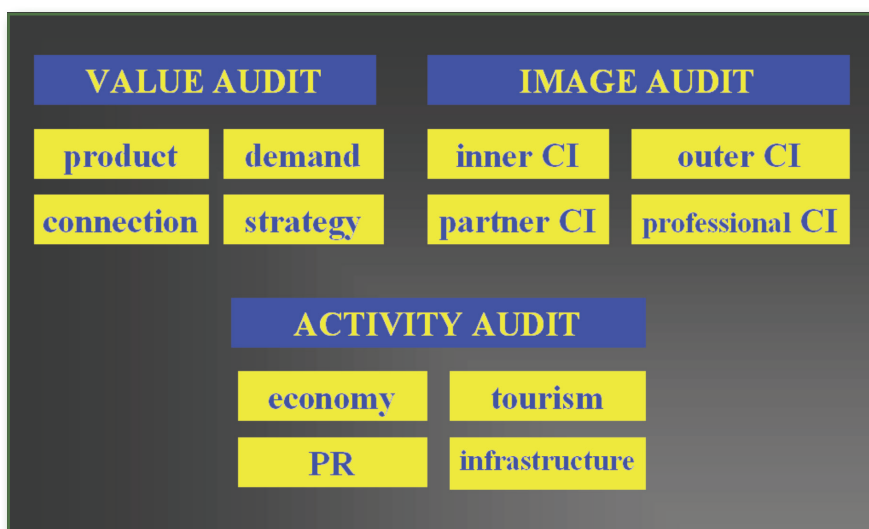 VALUE AUDIT
product demand
connection strategy
IMAGE AUDIT
inner CI outer CI
partner CI professional CI
ACTIVITY AUDIT
economy tourism
PR infrastructure